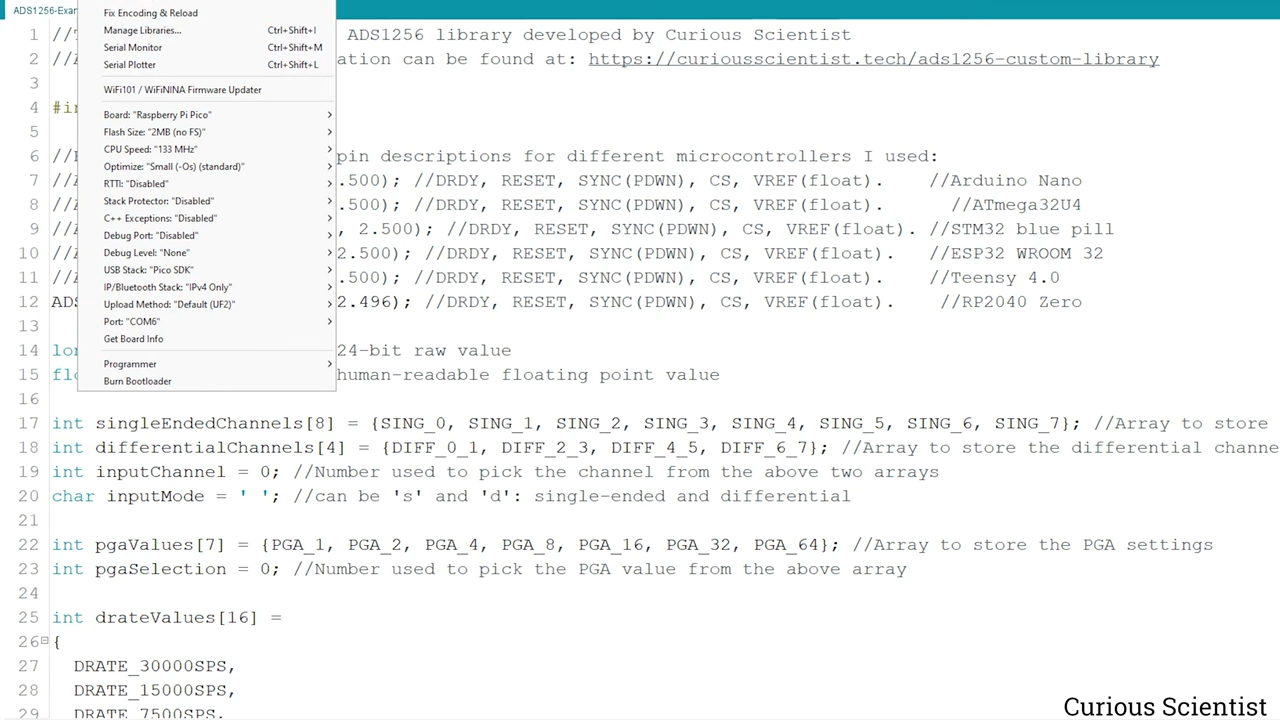 ADS1256-Exam
Fix Encoding & Reload
Manage Libraries... Ctrl+Shift+I
Serial Monitor Ctrl+Shift+M
Serial Plotter Ctrl+Shift+L
WiFi101 / WiFiNINA Firmware Updater
Board: "Raspberry Pi Pico"
Flash Size: "2MB (no FS)"
CPU Speed: "133 MHz"
Optimize: "Small (-Os) (standard)"
RTTI: "Disabled"
Stack Protector: "Disabled"
C++ Exceptions: "Disabled"
Debug Port: "Disabled"
Debug Level: "None"
USB Stack: "Pico SDK"
IP/Bluetooth Stack: "IPv4 Only"
Upload Method: "Default (UF2)"
Port: "COM6"
Get Board Info
Programmer
Burn Bootloader
1 // ADS1256 library developed by Curious Scientist
2 // ation can be found at: https://curiousscientist.tech/ads1256-custom-library
3
4 #in
5
6 // pin descriptions for different microcontrollers I used:
7 // .500); //DRDY, RESET, SYNC(PDWN), CS, VREF(float). //Arduino Nano
8 // .500); //DRDY, RESET, SYNC(PDWN), CS, VREF(float). //ATmega32U4
9 // , 2.500); //DRDY, RESET, SYNC(PDWN), CS, VREF(float). //STM32 blue pill
10 // 2.500); //DRDY, RESET, SYNC(PDWN), CS, VREF(float). //ESP32 WROOM 32
11 // .500); //DRDY, RESET, SYNC(PDWN), CS, VREF(float). //Teensy 4.0
12 ADS 2.496); //DRDY, RESET, SYNC(PDWN), CS, VREF(float). //RP2040 Zero
13
14 lon 24-bit raw value
15 flo human-readable floating point value
16
17 int singleEndedChannels[8] = {SING_0, SING_1, SING_2, SING_3, SING_4, SING_5, SING_6, SING_7}; //Array to store
18 int differentialChannels[4] = {DIFF_0_1, DIFF_2_3, DIFF_4_5, DIFF_6_7}; //Array to store the differential channe
19 int inputChannel = 0; //Number used to pick the channel from the above two arrays
20 char inputMode = ' '; //can be 's' and 'd': single-ended and differential
21
22 int pgaValues[7] = {PGA_1, PGA_2, PGA_4, PGA_8, PGA_16, PGA_32, PGA_64}; //Array to store the PGA settings
23 int pgaSelection = 0; //Number used to pick the PGA value from the above array
24
25 int drateValues[16] =
26 {
27 DRATE_30000SPS,
28 DRATE_15000SPS,
29 DRATE_7500SPS,
Curious Scientist